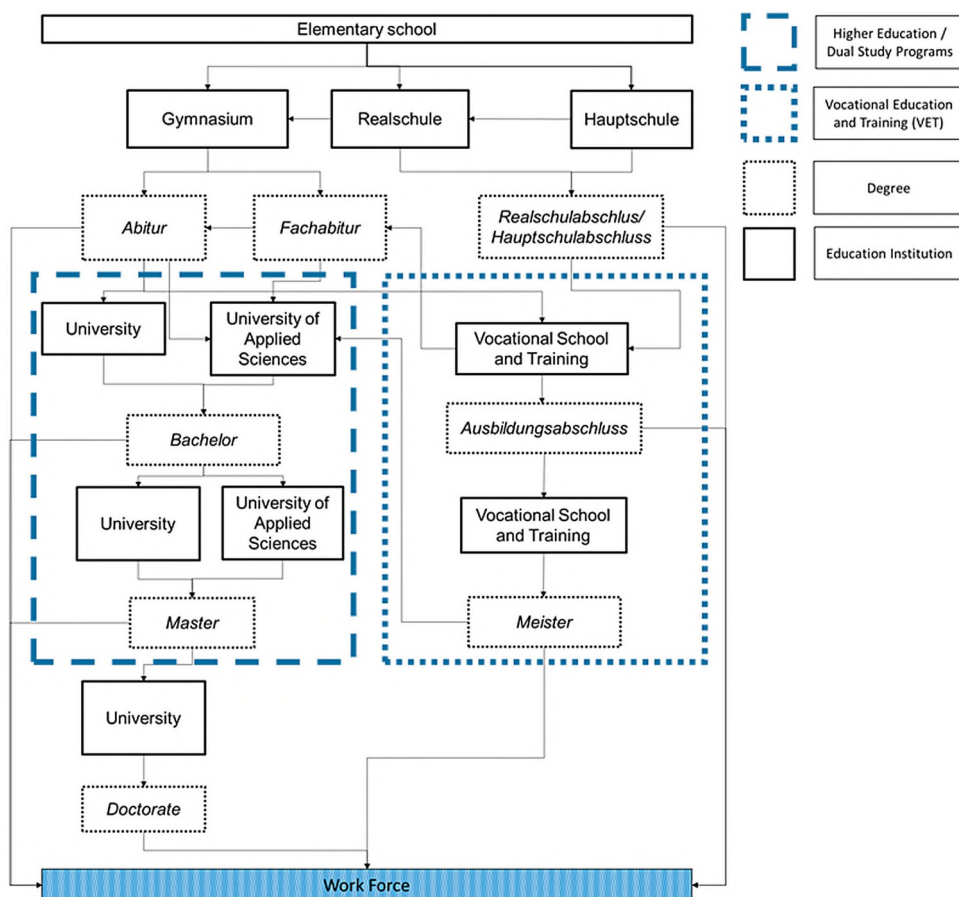 Elementary school
Higher Education /
Dual Study Programs
Gymnasium
Realschule
Hauptschule
Vocational Education
and Training (VET)
Abitur
Fachabitur
Realschulabschlus/
Hauptschulabschluss
Degree
Education Institution
University
University of
Applied
Sciences
Vocational School
and Training
Bachelor
Ausbildungsabschluss
University
University of
Applied
Sciences
Vocational School
and Training
Master
Meister
University
Doctorate
Work Force